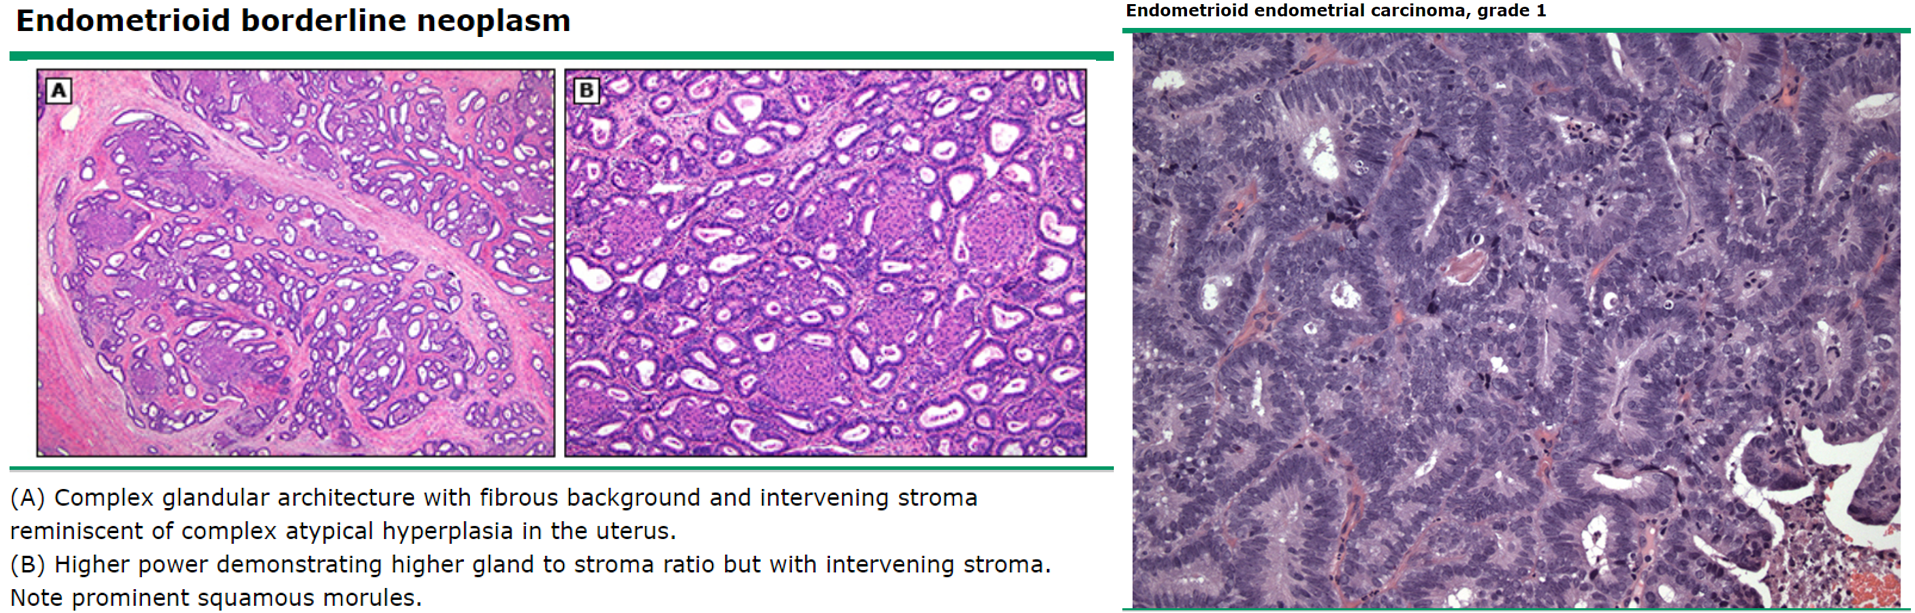 Endometrioid borderline neoplasm
A
B
(A) Complex glandular architecture with fibrous background and intervening stroma
reminiscent of complex atypical hyperplasia in the uterus.
(B) Higher power demonstrating higher gland to stroma ratio but with intervening stroma.
Note prominent squamous morules.
Endometrioid endometrial carcinoma, grade 1